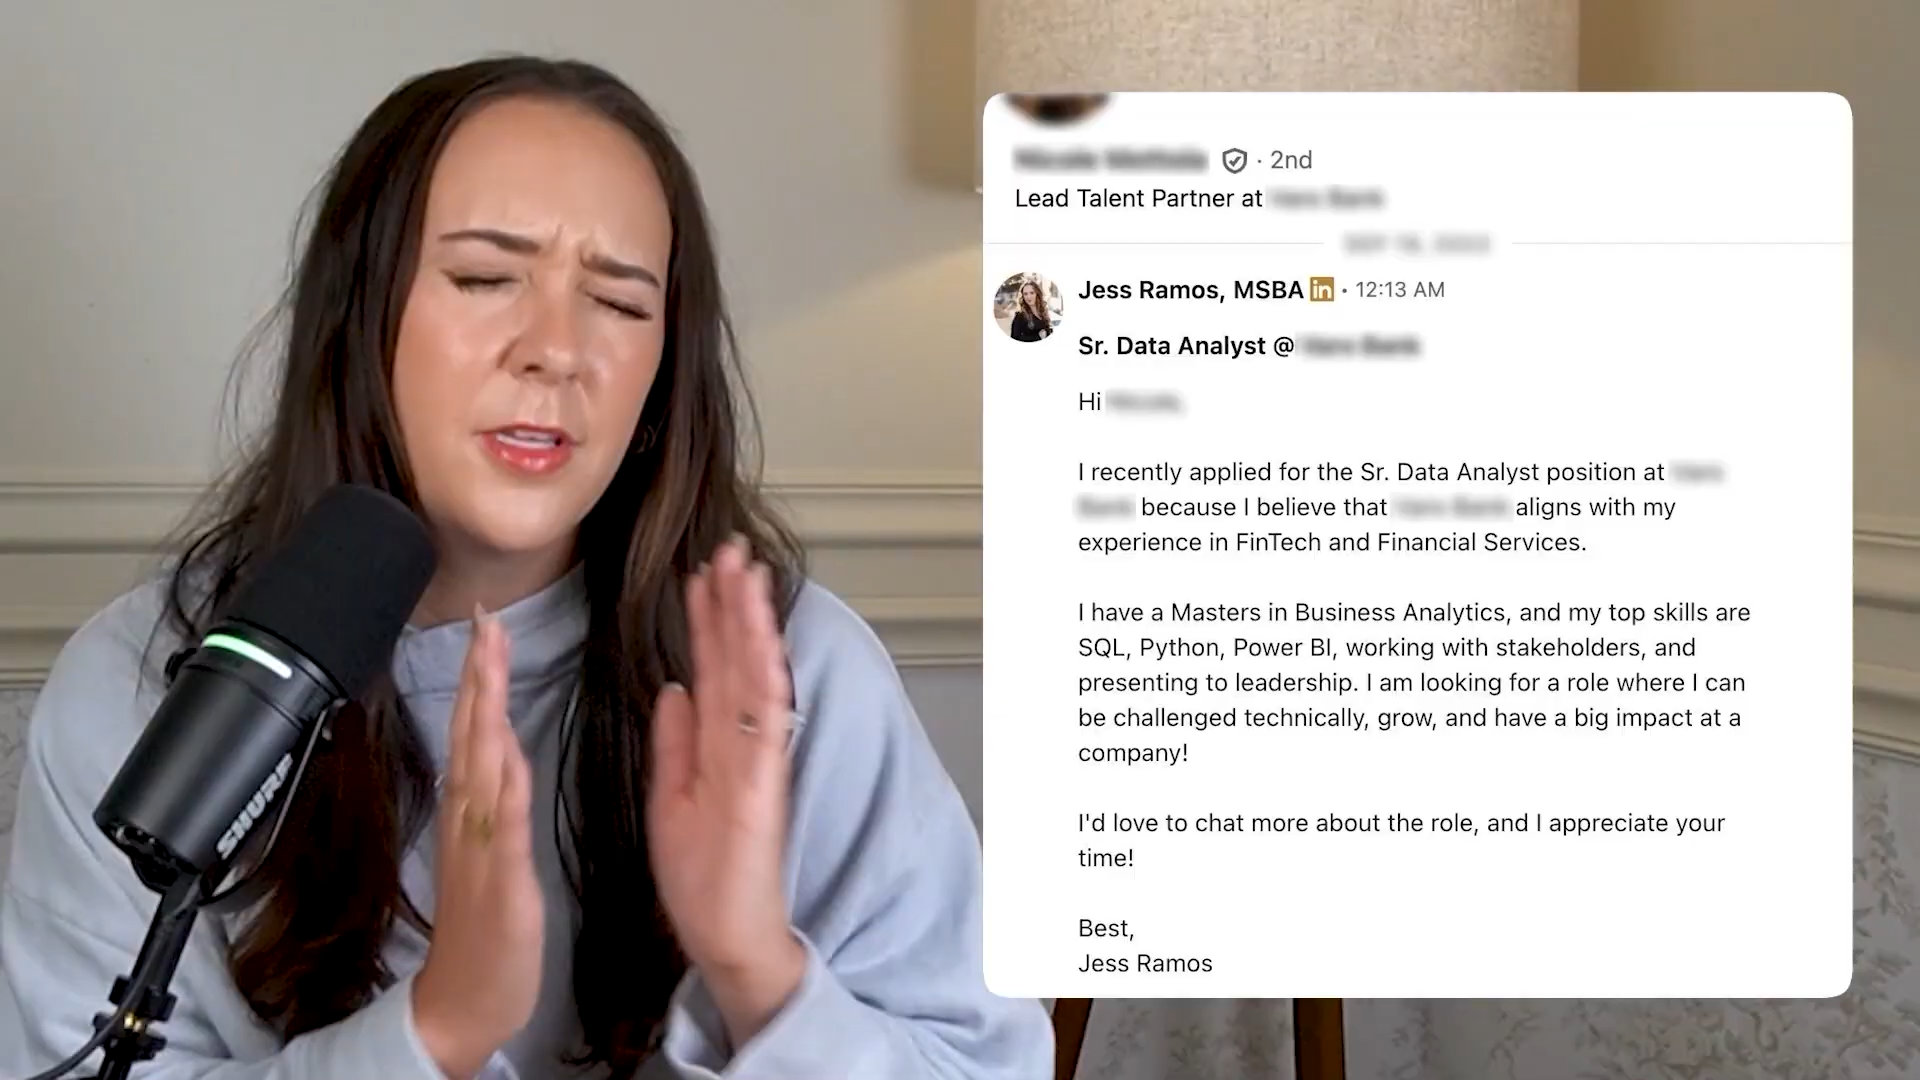 · 2nd
Lead Talent Partner at
Jess Ramos, MSBA in · 12:13 AM
Sr. Data Analyst @
Hi
I recently applied for the Sr. Data Analyst position at
because I believe that aligns with my
experience in FinTech and Financial Services.
I have a Masters in Business Analytics, and my top skills are
SQL, Python, Power BI, working with stakeholders, and
presenting to leadership. I am looking for a role where I can
be challenged technically, grow, and have a big impact at a
company!
I'd love to chat more about the role, and I appreciate your
time!
Best,
Jess Ramos
SHURE